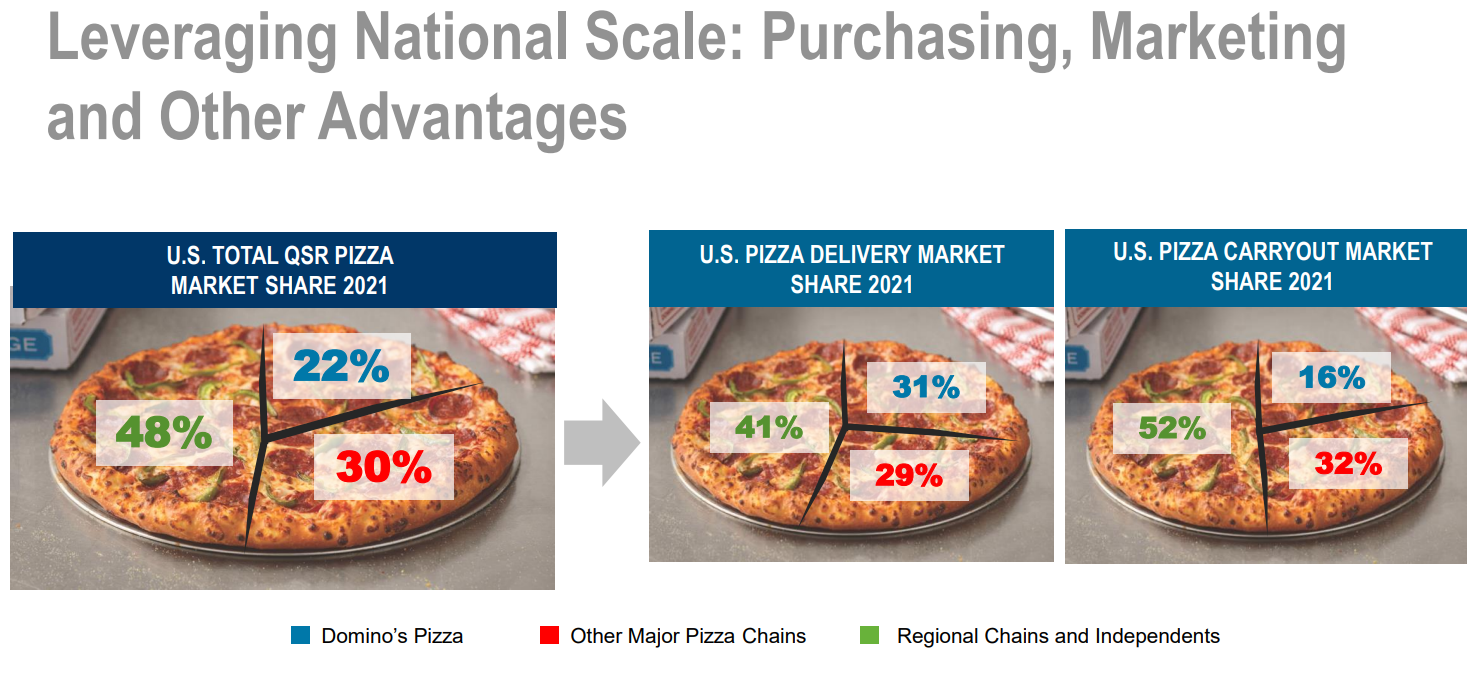 Leveraging National Scale: Purchasing, Marketing
and Other Advantages
U.S. TOTAL QSR PIZZA
MARKET SHARE 2021
GE
22%
48%
30%
U.S. PIZZA DELIVERY MARKET
SHARE 2021
E
31%
41%
29%
U.S. PIZZA CARRYOUT MARKET
SHARE 2021
E
16%
52%
32%
Domino’s Pizza
Other Major Pizza Chains
Regional Chains and Independents